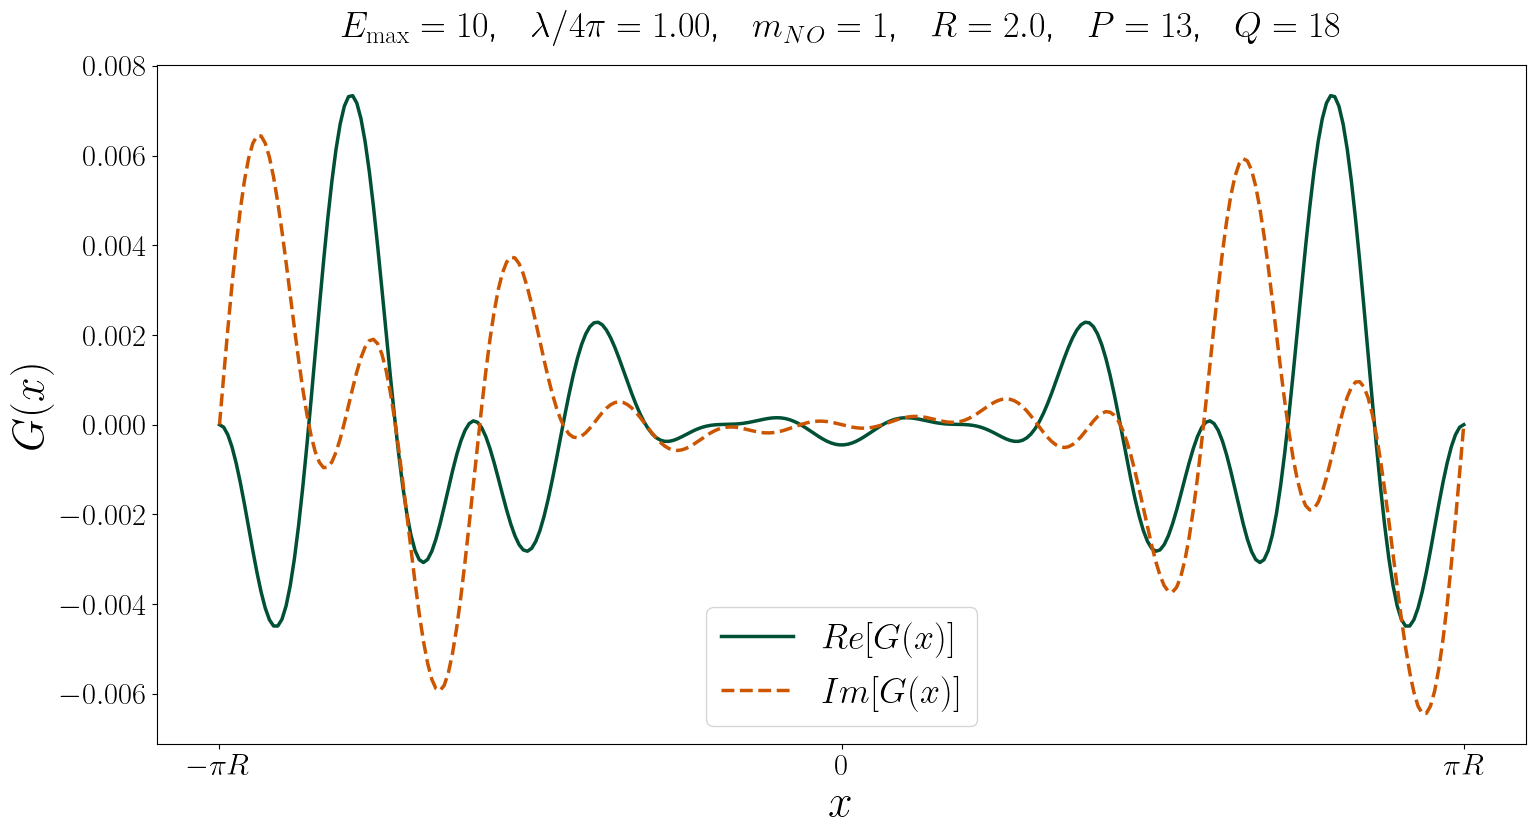 E_max = 10, λ/4π = 1.00, m_NO = 1, R = 2.0, P = 13, Q = 18
0.008
0.006
0.004
0.002
0.000
−0.002
−0.004
−0.006
G(x)
Re[G(x)]
Im[G(x)]
−πR 0 πR
x